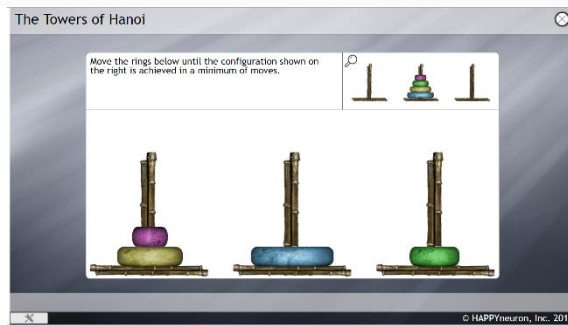 The Towers of Hanoi
Move the rings below until the configuration shown on
the right is achieved in a minimum of moves.
© HAPPYneuron, Inc. 201